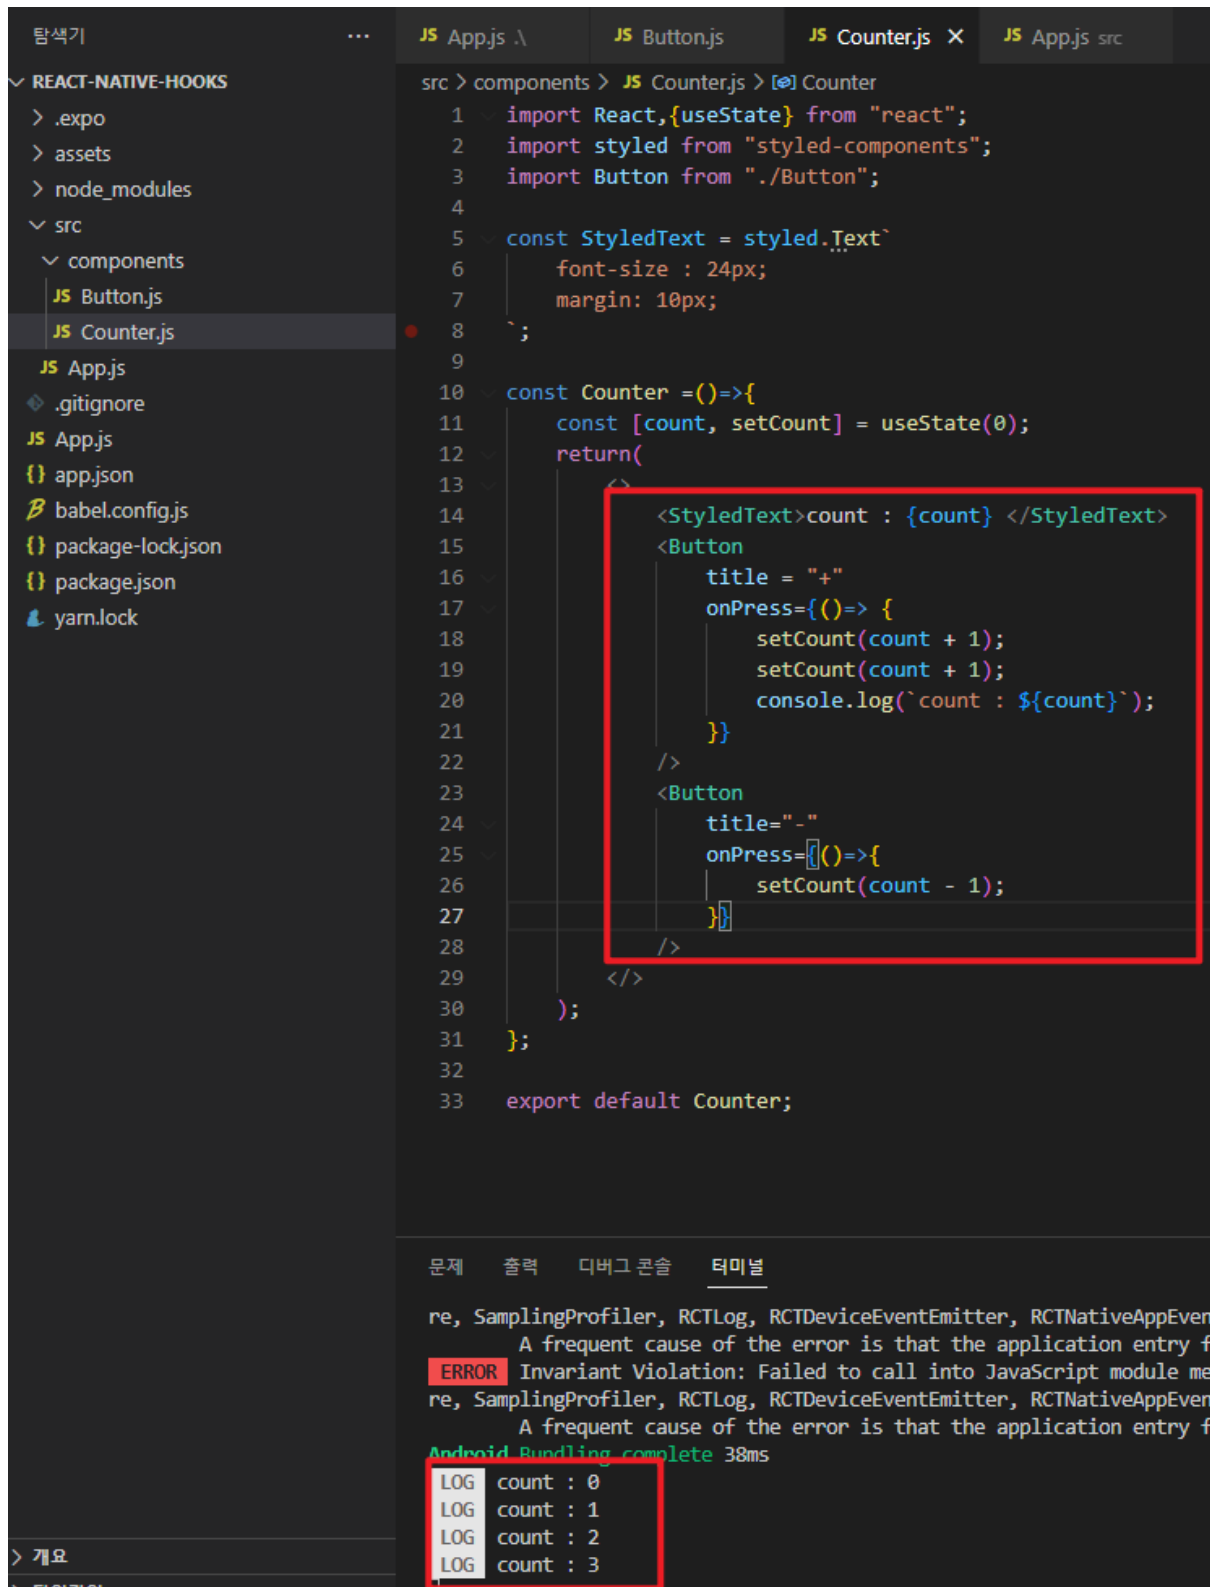 탐색기 ···
REACT-NATIVE-HOOKS
.expo
assets
node_modules
src
components
JS Button.js
JS Counter.js
JS App.js
.gitignore
JS App.js
{} app.json
babel.config.js
{} package-lock.json
{} package.json
yarn.lock
개요
JS App.js .\ JS Button.js JS Counter.js × JS App.js src
src > components > JS Counter.js > Counter
1 import React,{useState} from "react";
2 import styled from "styled-components";
3 import Button from "./Button";
4
5 const StyledText = styled.Text`
6 font-size : 24px;
7 margin: 10px;
8 `;
9
10 const Counter =()=>{
11 const [count, setCount] = useState(0);
12 return(
13 <>
14 <StyledText>count : {count} </StyledText>
15 <Button
16 title = "+"
17 onPress={()=> {
18 setCount(count + 1);
19 setCount(count + 1);
20 console.log(`count : ${count}`);
21 }}
22 />
23 <Button
24 title="-"
25 onPress={()=>{
26 setCount(count - 1);
27 }}
28 />
29 </>
30 );
31 };
32
33 export default Counter;
문제 출력 디버그 콘솔 터미널
re, SamplingProfiler, RCTLog, RCTDeviceEventEmitter, RCTNativeAppEven
A frequent cause of the error is that the application entry f
ERROR Invariant Violation: Failed to call into JavaScript module me
re, SamplingProfiler, RCTLog, RCTDeviceEventEmitter, RCTNativeAppEven
A frequent cause of the error is that the application entry f
Android Bundling complete 38ms
LOG count : 0
LOG count : 1
LOG count : 2
LOG count : 3